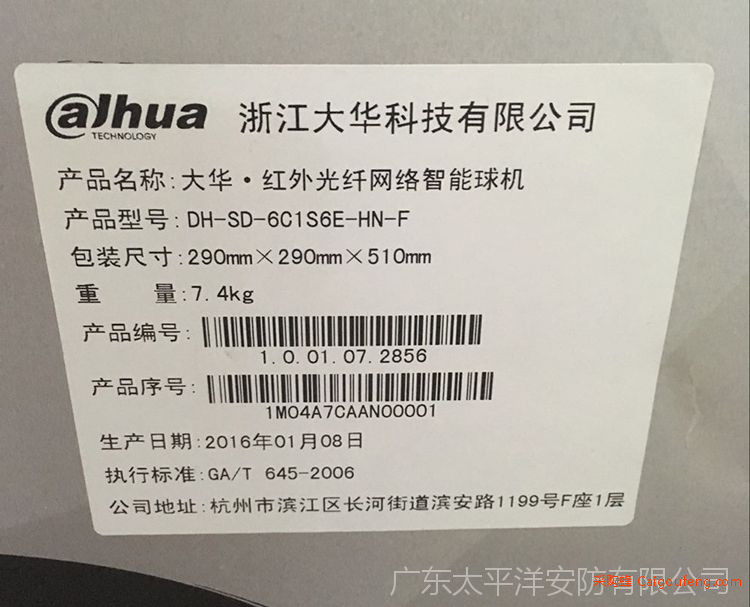 alhua
TECHNOLOGY
浙江大华科技有限公司
产品名称:大华·红外光纤网络智能球机
产品型号:DH-SD-6C1S6E-HN-F
包装尺寸:290mm×290mm×510mm
重 量:7.4kg
产品编号:
1.0.01.07.2856
产品序号:
1M04A7CAAN00001
生产日期:2016年01月08日
执行标准:GA/T 645-2006
公司地址:杭州市滨江区长河街道滨安路1199号F座1层
广东太平洋安防有限公司
Caigoufeng.com